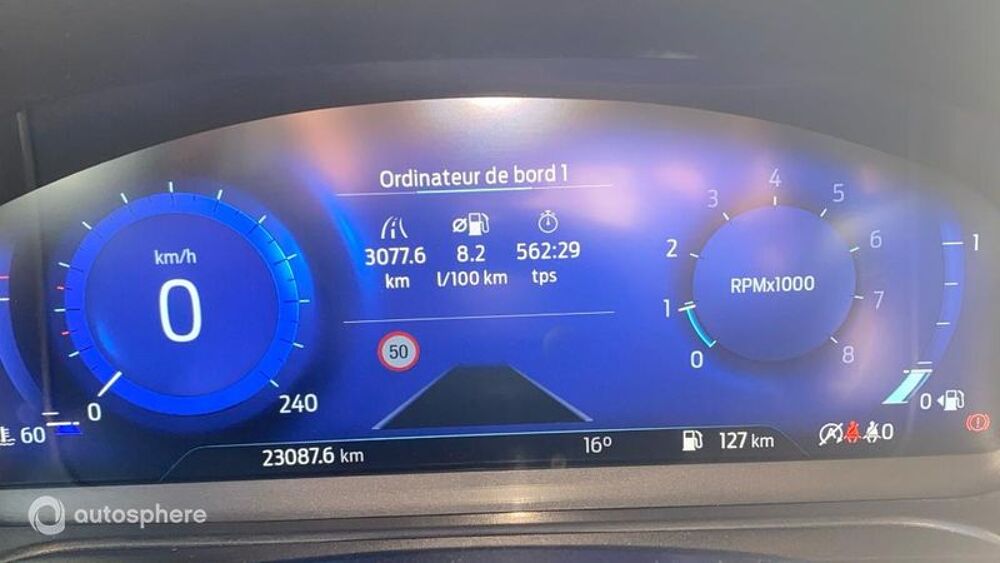 Ordinateur de bord 1
3077.6 8.2 562:29
km l/100 km tps
km/h
0
0 240
50
RPMx1000
0 1 2 3 4 5 6 7 8
1
0
60
23087.6 km 16° 127 km 0
autosphere